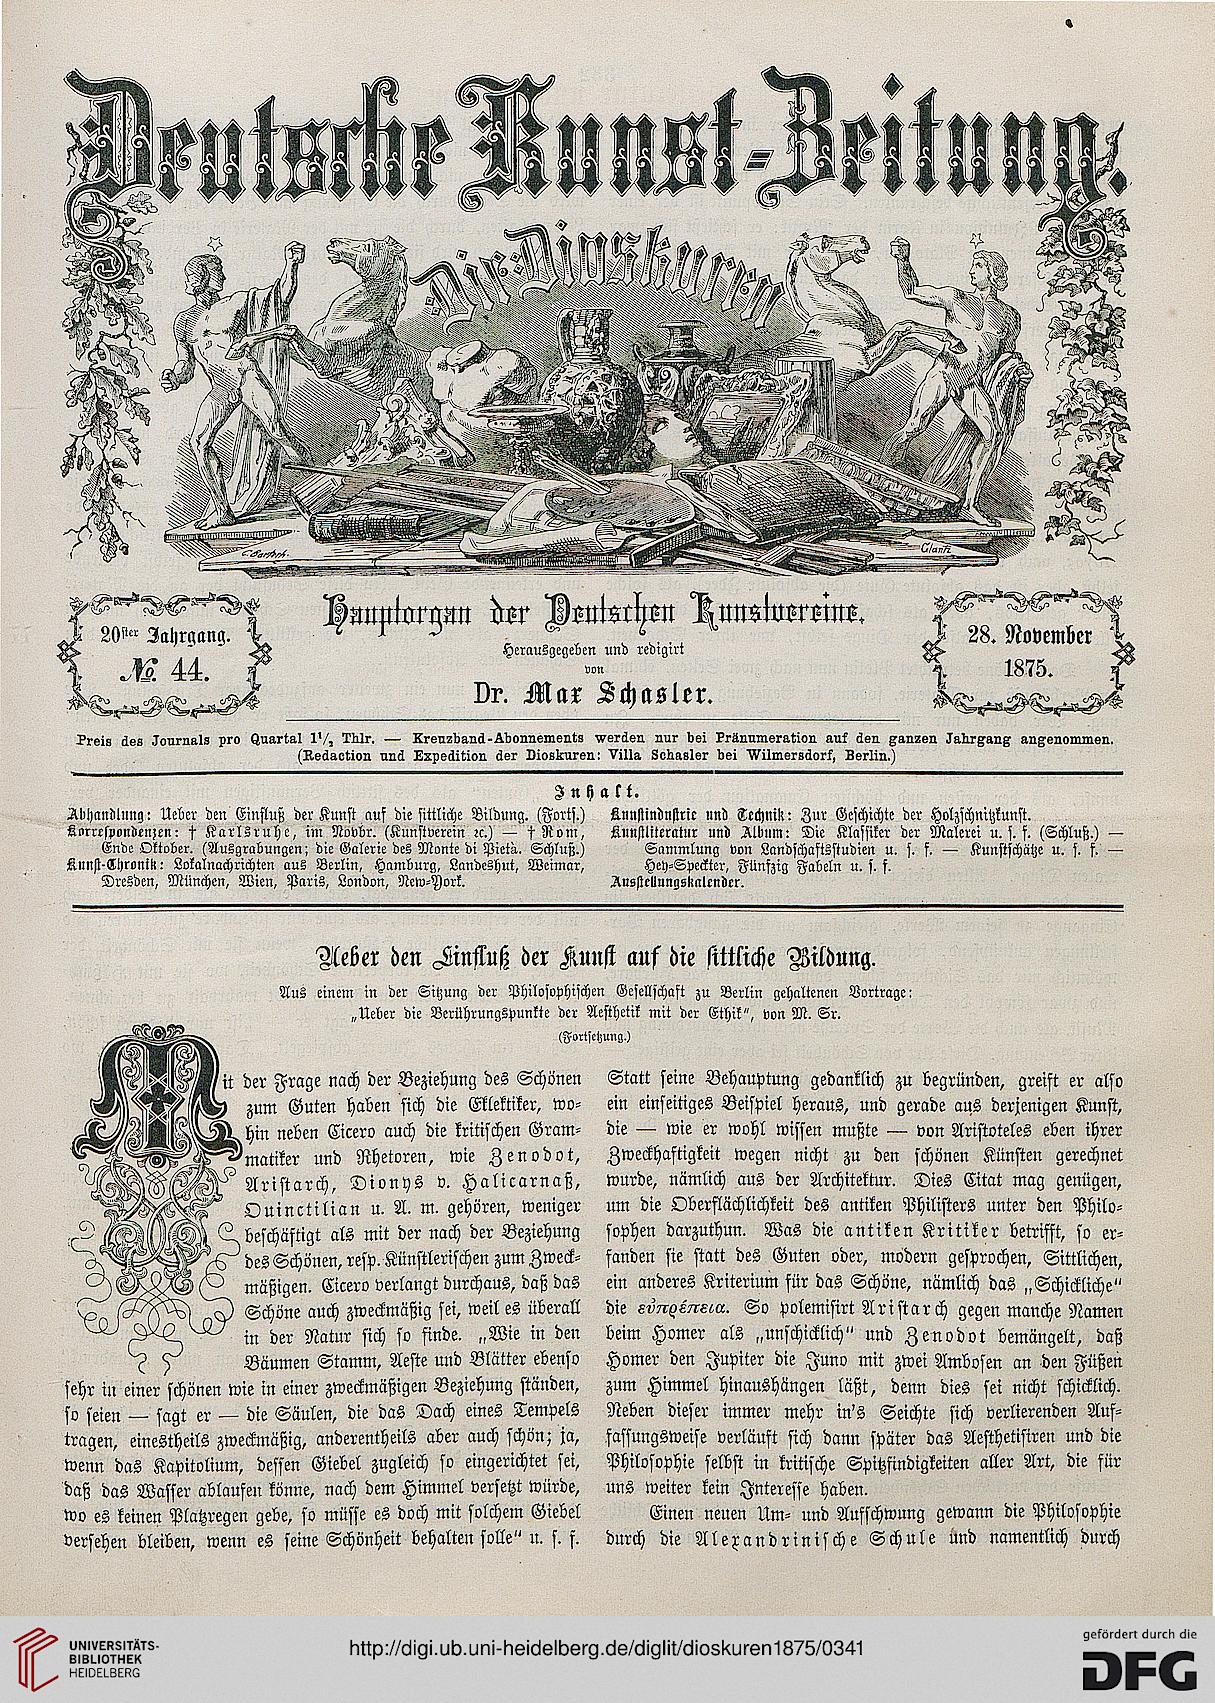 Deutsche Kunst-Zeitung.
Die Dioskuren
C. Bertsch.
20ster Jahrgang.
№ 44.
Hauptorgan der Deutschen Kunstvereine.
Herausgegeben und redigirt
von
Dr. Max Schasler.
28. November
1875.
Preis des Journals pro Quartal 1½ Thlr. — Kreuzband-Abonnements werden nur bei Pränumeration auf den ganzen Jahrgang angenommen.
(Redaction und Expedition der Dioskuren: Villa Schasler bei Wilmersdorf, Berlin.)
Inhalt.
Abhandlung: Ueber den Einfluß der Kunst auf die sittliche Bildung. (Forts.)
Korrespondenzen: † Karlsruhe, im Novbr. (Kunstverein ꝛc.) — † Rom,
Ende Oktober. (Ausgrabungen; die Galerie des Monte di Pietà. Schluß.)
Kunst-Chronik: Lokalnachrichten aus Berlin, Hamburg, Landeshut, Weimar,
Dresden, München, Wien, Paris, London, New-York.
Kunstindustrie und Technik: Zur Geschichte der Holzschnitzkunst.
Kunstliteratur und Album: Die Klassiker der Malerei u. s. f. (Schluß.) —
Sammlung von Landschaftsstudien u. s. f. — Kunstschätze u. s. f. —
Hey-Speckter, Fünfzig Fabeln u. s. f.
Ausstellungskalender.
Ueber den Einfluß der Kunst auf die sittliche Bildung.
Aus einem in der Sitzung der Philosophischen Gesellschaft zu Berlin gehaltenen Vortrage:
„Ueber die Berührungspunkte der Aesthetik mit der Ethik", von M. Sr.
(Fortsetzung.)
Mit der Frage nach der Beziehung des Schönen
zum Guten haben sich die Eklektiker, wo-
hin neben Cicero auch die kritischen Gram-
matiker und Rhetoren, wie Zenodot,
Aristarch, Dionys v. Halicarnaß,
Quinctilian u. A. m. gehören, weniger
beschäftigt als mit der nach der Beziehung
des Schönen, resp. Künstlerischen zum Zweck-
mäßigen. Cicero verlangt durchaus, daß das
Schöne auch zweckmäßig sei, weil es überall
in der Natur sich so finde. „Wie in den
Bäumen Stamm, Aeste und Blätter ebenso
sehr in einer schönen wie in einer zweckmäßigen Beziehung ständen,
so seien — sagt er — die Säulen, die das Dach eines Tempels
tragen, einestheils zweckmäßig, anderentheils aber auch schön; ja,
wenn das Kapitolium, dessen Giebel zugleich so eingerichtet sei,
daß das Wasser ablaufen könne, nach dem Himmel versetzt würde,
wo es keinen Platzregen gebe, so müsse es doch mit solchem Giebel
versehen bleiben, wenn es seine Schönheit behalten solle" u. s. f.
Statt seine Behauptung gedanklich zu begründen, greift er also
ein einseitiges Beispiel heraus, und gerade aus derjenigen Kunst,
die — wie er wohl wissen mußte — von Aristoteles eben ihrer
Zweckhaftigkeit wegen nicht zu den schönen Künsten gerechnet
wurde, nämlich aus der Architektur. Dies Citat mag genügen,
um die Oberflächlichkeit des antiken Philisters unter den Philo-
sophen darzuthun. Was die antiken Kritiker betrifft, so er-
fanden sie statt des Guten oder, modern gesprochen, Sittlichen,
ein anderes Kriterium für das Schöne, nämlich das „Schickliche"
die εὐπρέπεια. So polemisirt Aristarch gegen manche Namen
beim Homer als „unschicklich" und Zenodot bemängelt, daß
Homer den Jupiter die Juno mit zwei Ambosen an den Füßen
zum Himmel hinaushängen läßt, denn dies sei nicht schicklich.
Neben dieser immer mehr in's Seichte sich verlierenden Auf-
fassungsweise verläuft sich dann später das Aesthetisiren und die
Philosophie selbst in kritische Spitzfindigkeiten aller Art, die für
uns weiter kein Interesse haben.
Einen neuen Um- und Aufschwung gewann die Philosophie
durch die Alexandrinische Schule und namentlich durch
UNIVERSITÄTS-
BIBLIOTHEK
HEIDELBERG
http://digi.ub.uni-heidelberg.de/diglit/dioskuren1875/0341
gefördert durch die
DFG